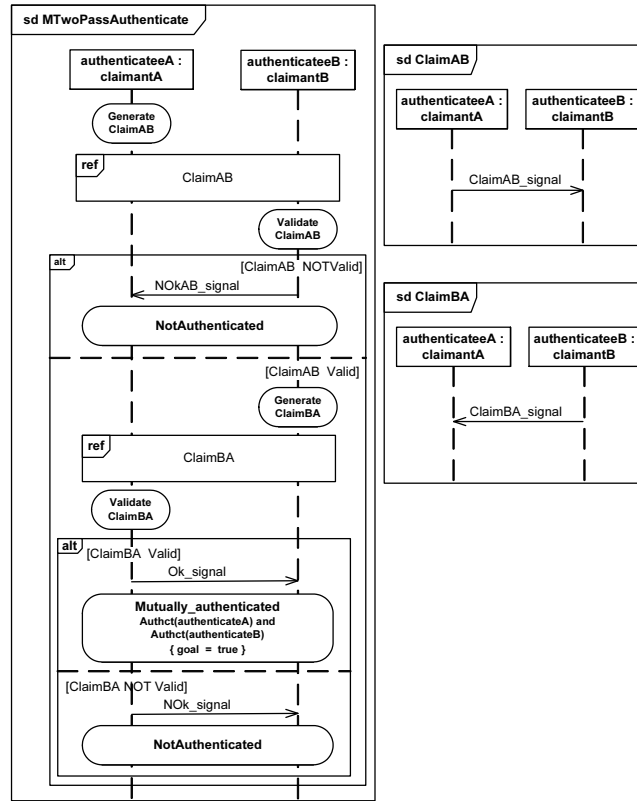 sd MTwoPassAuthenticate
authenticateeA :
claimantA
authenticateeB :
claimantB
Generate
ClaimAB
ref
ClaimAB
Validate
ClaimAB
alt
[ClaimAB NOTValid]
NOkAB_signal
NotAuthenticated
[ClaimAB Valid]
Generate
ClaimBA
ref
ClaimBA
Validate
ClaimBA
alt
[ClaimBA Valid]
Ok_signal
Mutually_authenticated
Authct(authenticateA) and
Authct(authenticateB)
{ goal = true }
[ClaimBA NOT Valid]
NOk_signal
NotAuthenticated
sd ClaimAB
authenticateeA :
claimantA
authenticateeB :
claimantB
ClaimAB_signal
sd ClaimBA
authenticateeA :
claimantA
authenticateeB :
claimantB
ClaimBA_signal